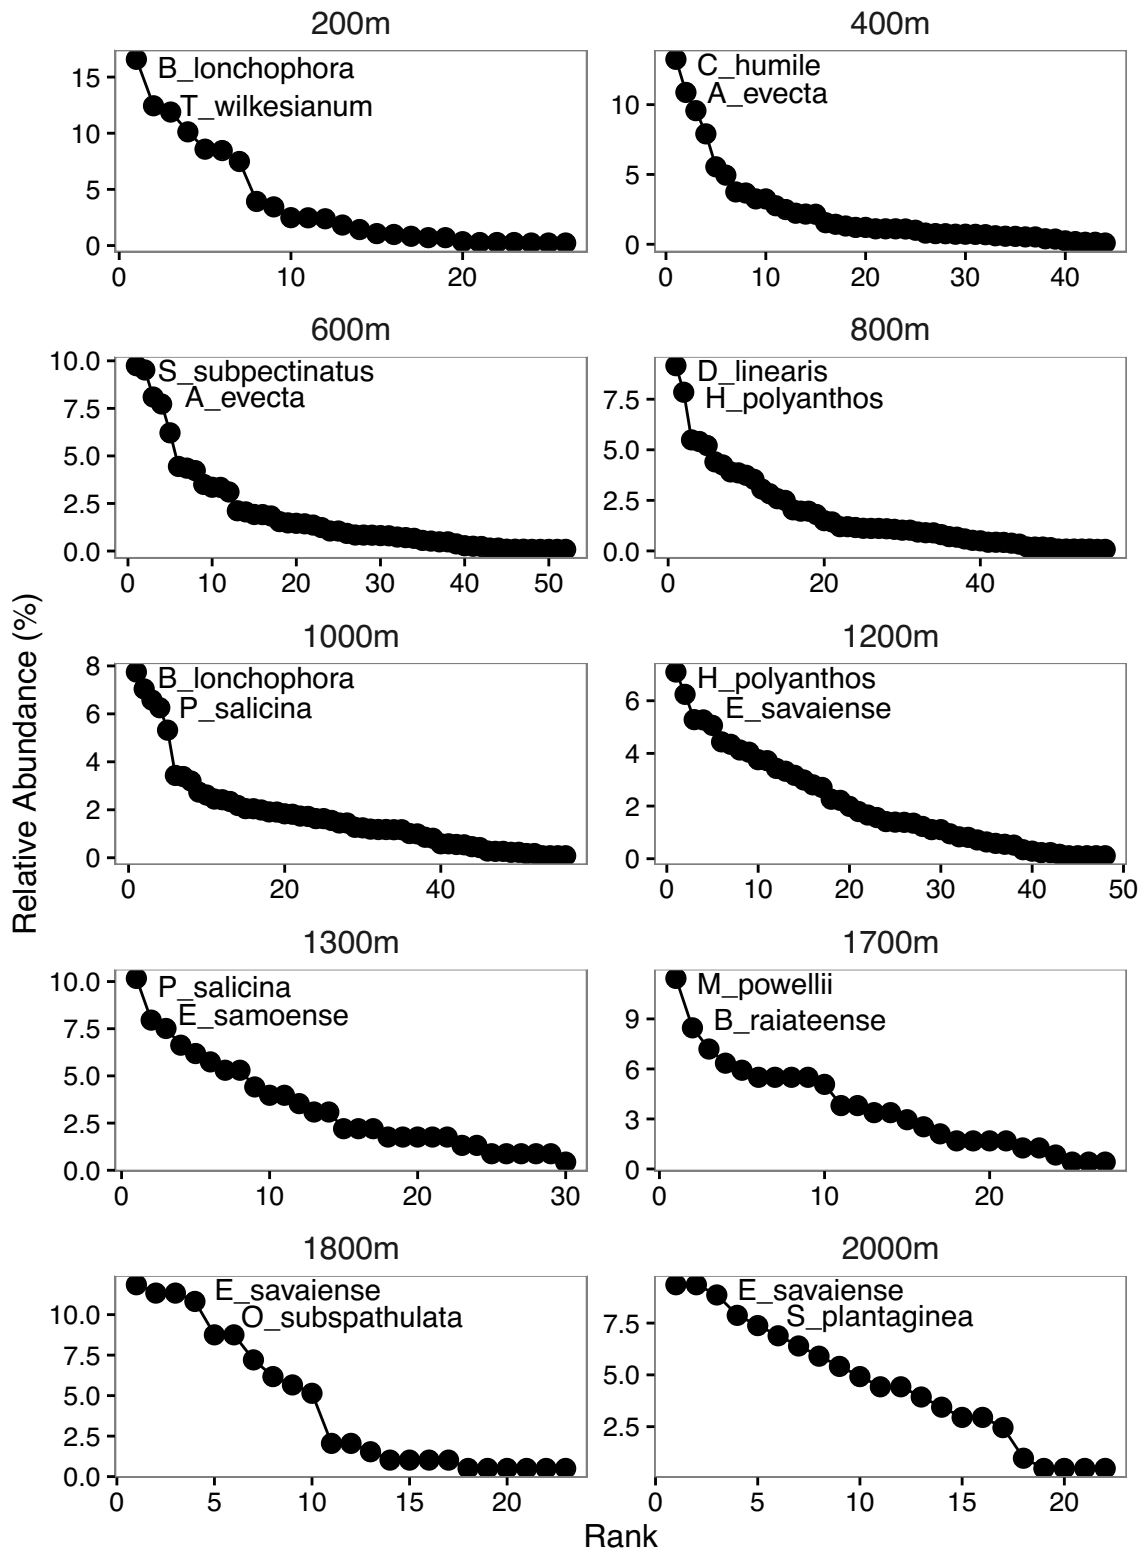 200m
15
10
5
0
B_lonchophora
T_wilkesianum
0 10 20
400m
10
5
0
C_humile
A_evecta
0 10 20 30 40
600m
10.0
7.5
5.0
2.5
0.0
S_subpectinatus
A_evecta
0 10 20 30 40 50
800m
7.5
5.0
2.5
0.0
D_linearis
H_polyanthos
0 20 40
Relative Abundance (%)
1000m
8
6
4
2
0
B_lonchophora
P_salicina
0 20 40
1200m
6
4
2
0
H_polyanthos
E_savaiense
0 10 20 30 40 50
1300m
10.0
7.5
5.0
2.5
0.0
P_salicina
E_samoense
0 10 20 30
1700m
9
6
3
0
M_powellii
B_raiateense
0 10 20
1800m
10.0
7.5
5.0
2.5
0.0
E_savaiense
O_subspathulata
0 5 10 15 20
2000m
7.5
5.0
2.5
E_savaiense
S_plantaginea
0 5 10 15 20
Rank